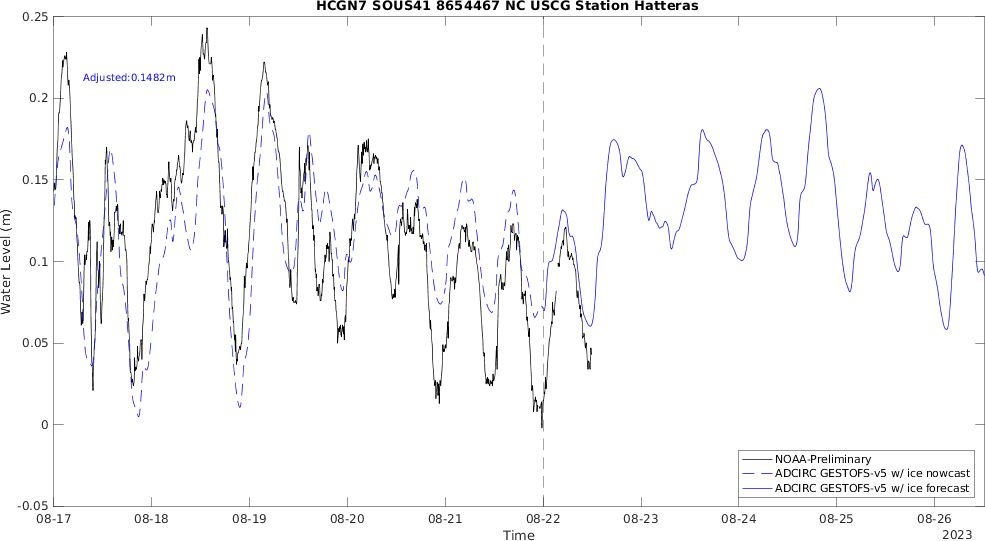 HCGN7 SOUS41 8654467 NC USCG Station Hatteras
Adjusted:0.1482m
Water Level (m)
0.25
0.2
0.15
0.1
0.05
0
-0.05
NOAA-Preliminary
ADCIRC GESTOFS-v5 w/ ice nowcast
ADCIRC GESTOFS-v5 w/ ice forecast
08-17 08-18 08-19 08-20 08-21 08-22 08-23 08-24 08-25 08-26
Time
2023